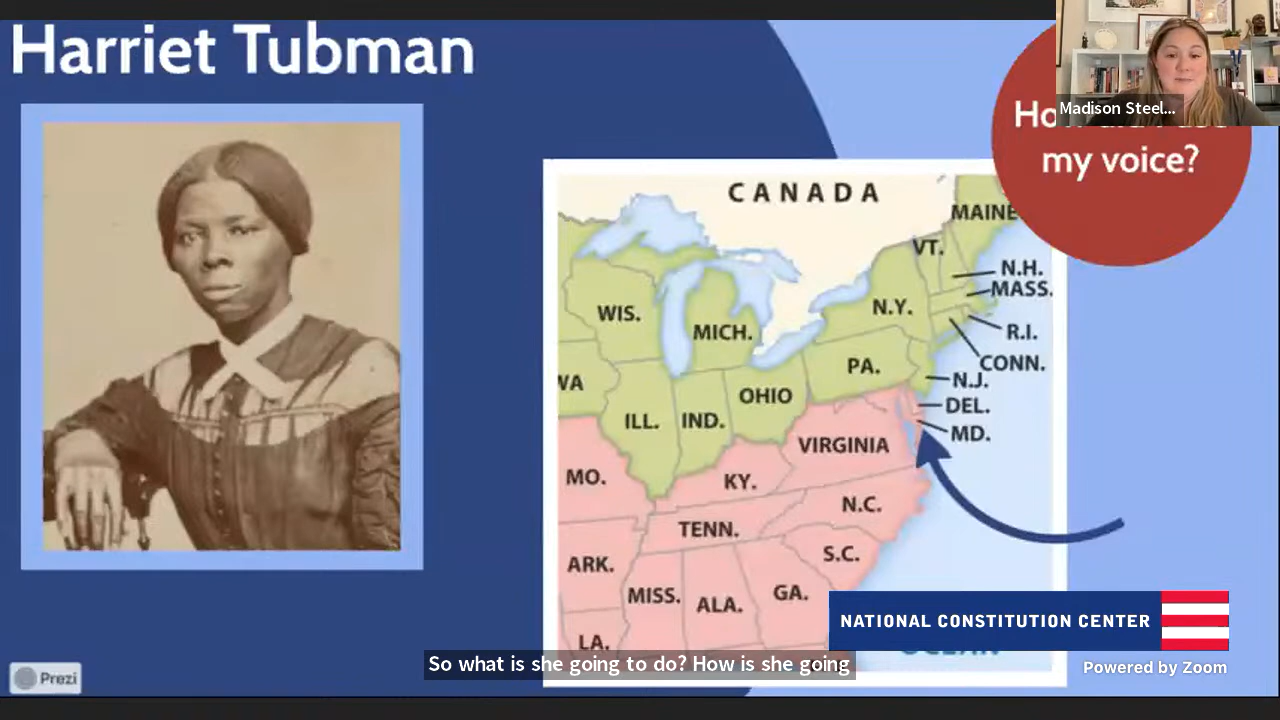 Harriet Tubman
Madison Steel...
my voice?
CANADA
MAINE
VT.
N.H.
MASS.
WIS.
MICH.
N.Y.
R.I.
CONN.
PA.
N.J.
OHIO
DEL.
ILL.
IND.
MD.
VIRGINIA
MO.
KY.
N.C.
TENN.
S.C.
ARK.
MISS.
ALA.
GA.
LA.
NATIONAL CONSTITUTION CENTER
So what is she going to do? How is she going
Powered by Zoom
Prezi